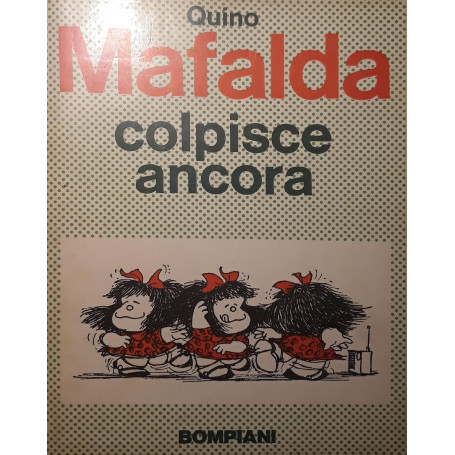 Quino
Mafalda
colpisce
ancora
BOMPIANI